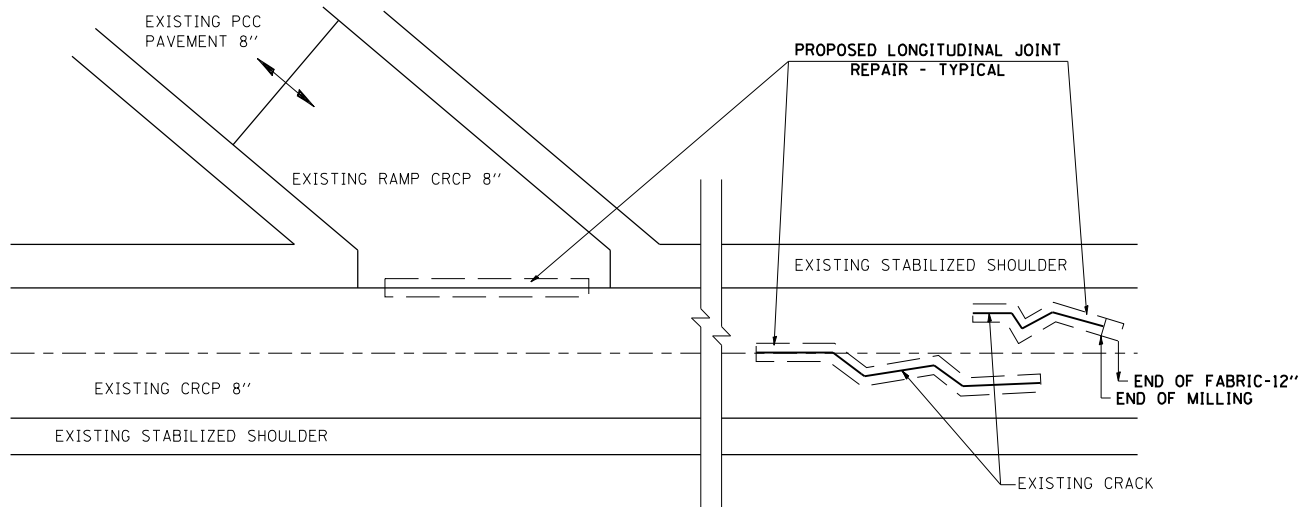 EXISTING PCC
PAVEMENT 8''
PROPOSED LONGITUDINAL JOINT
REPAIR - TYPICAL
EXISTING RAMP CRCP 8''
EXISTING STABILIZED SHOULDER
EXISTING CRCP 8''
END OF FABRIC-12''
END OF MILLING
EXISTING STABILIZED SHOULDER
EXISTING CRACK